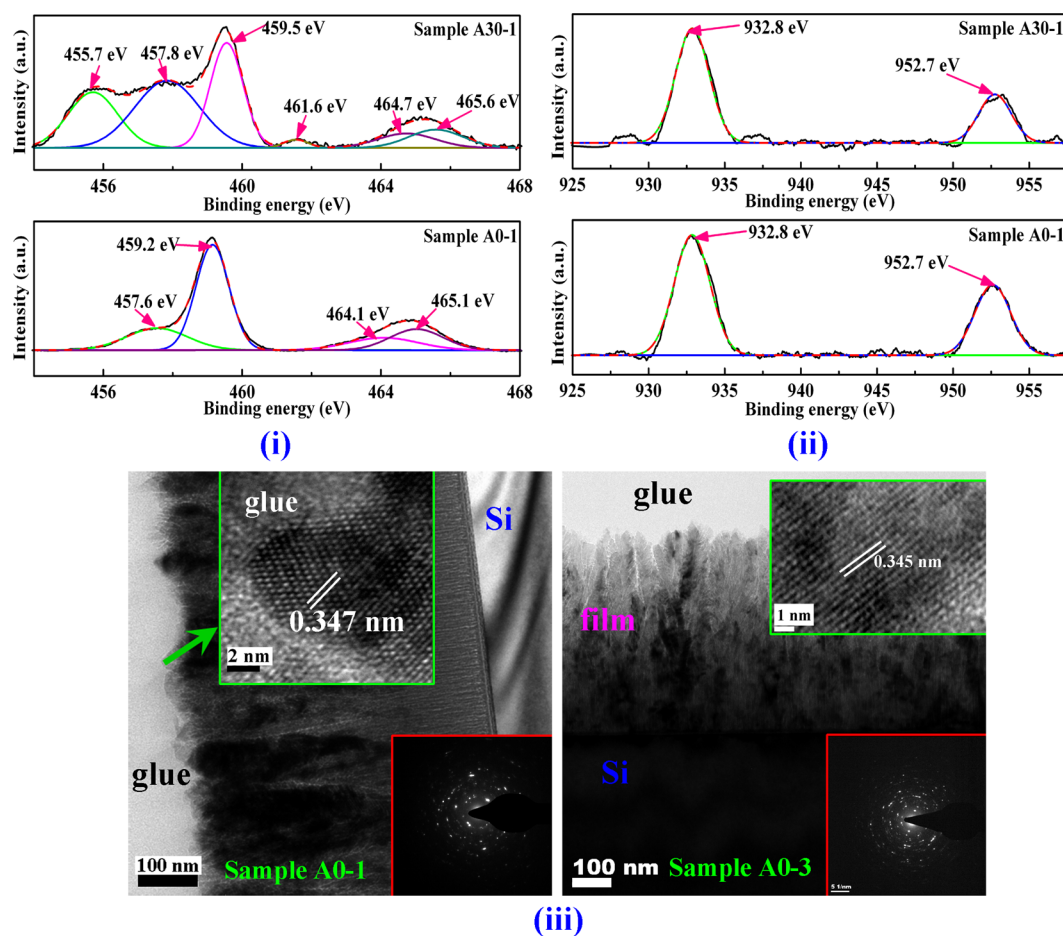 Intensity (a.u.)
Sample A30-1
455.7 eV
457.8 eV
459.5 eV
461.6 eV
464.7 eV
465.6 eV
456 460 464 468
Binding energy (eV)
Intensity (a.u.)
Sample A0-1
459.2 eV
457.6 eV
464.1 eV
465.1 eV
456 460 464 468
Binding energy (eV)
(i)
Intensity (a.u.)
Sample A30-1
932.8 eV
952.7 eV
925 930 935 940 945 950 955
Binding energy (eV)
Intensity (a.u.)
Sample A0-1
932.8 eV
952.7 eV
925 930 935 940 945 950 955
Binding energy (eV)
(ii)
glue
0.347 nm
2 nm
Si
glue
100 nm
Sample A0-1
glue
0.345 nm
1 nm
film
Si
100 nm
Sample A0-3
5 1/nm
(iii)